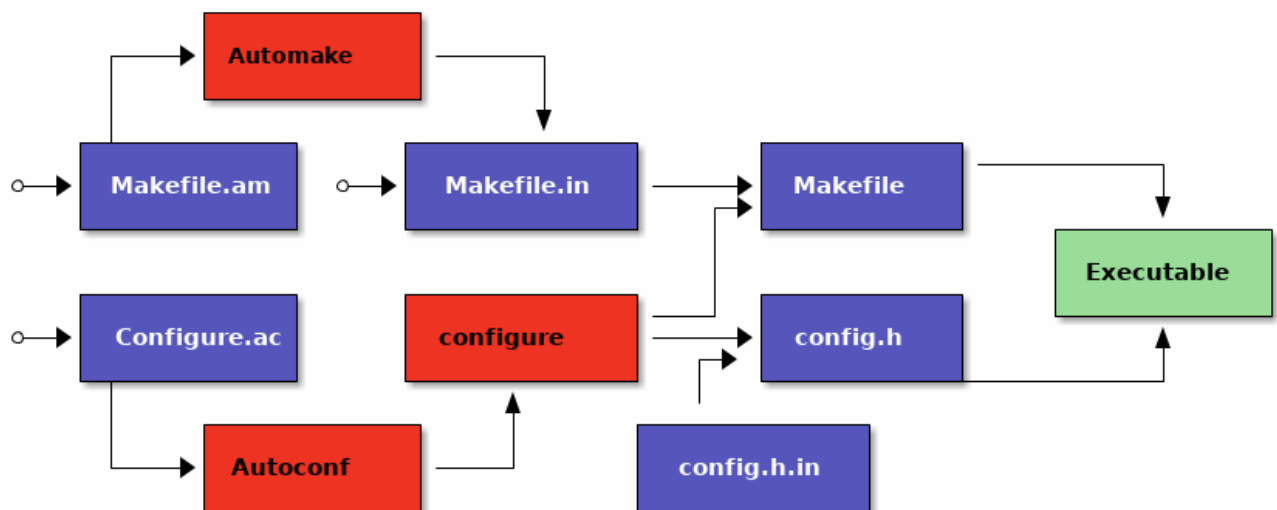 Automake
Makefile.am
Makefile.in
Makefile
Executable
Configure.ac
configure
config.h
Autoconf
config.h.in